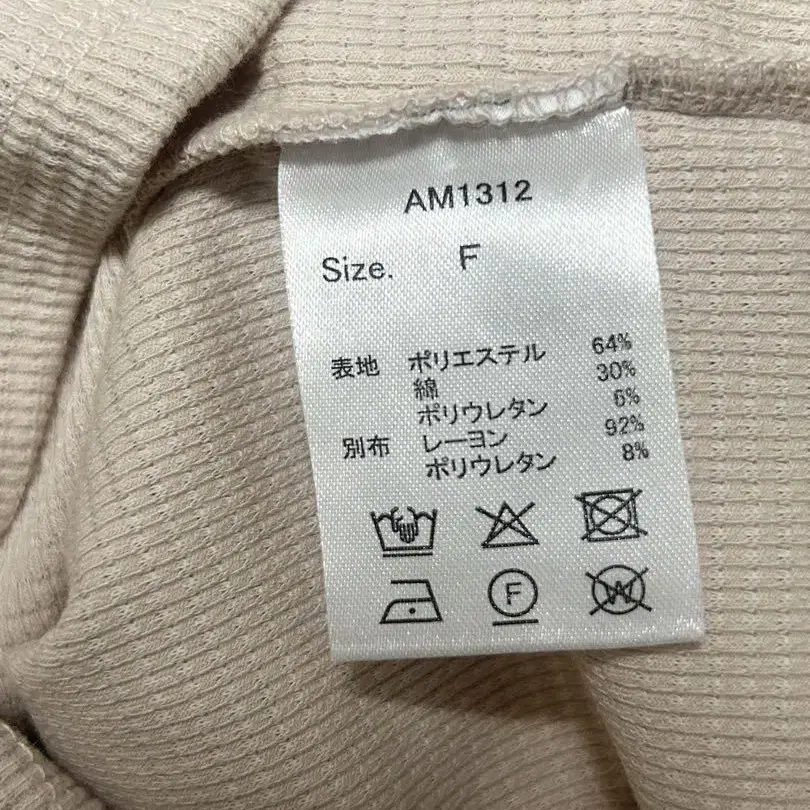 AM1312
Size. F
表地 ポリエステル 64%
綿 30%
ポリウレタン 6%
別布 レーヨン 92%
ポリウレタン 8%
F
W